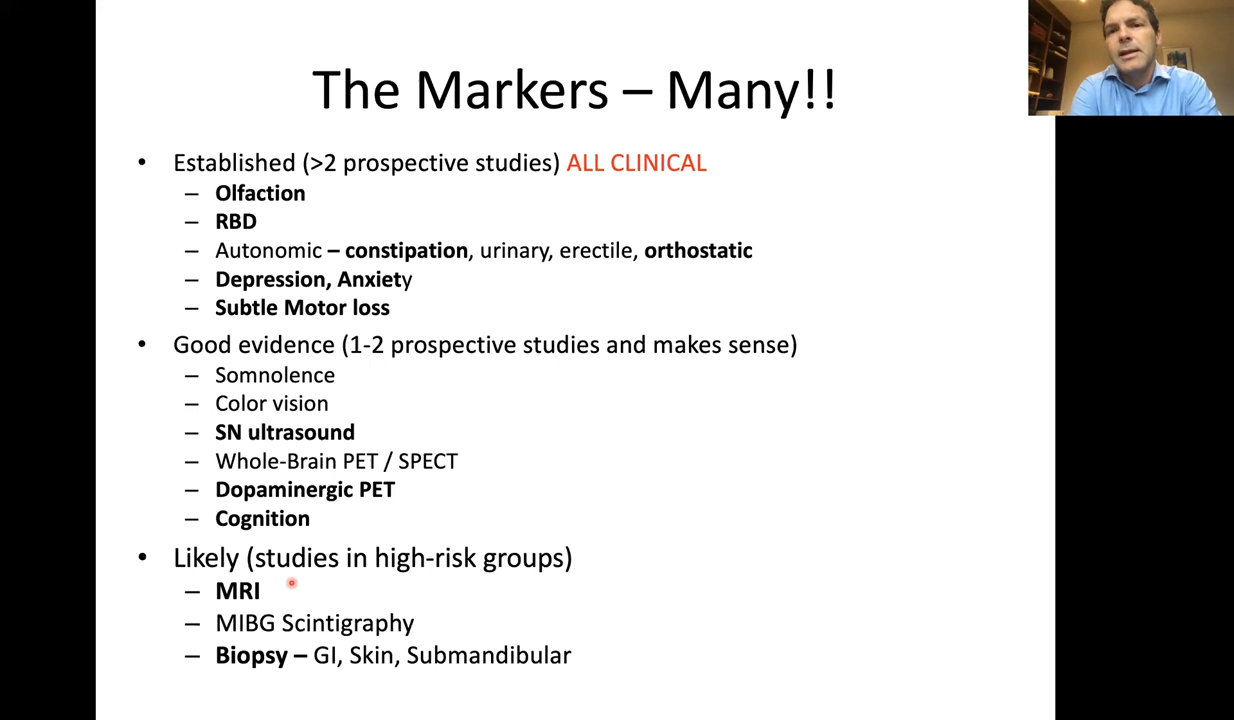 The Markers – Many!!
• Established (>2 prospective studies) ALL CLINICAL
– Olfaction
– RBD
– Autonomic – constipation, urinary, erectile, orthostatic
– Depression, Anxiety
– Subtle Motor loss
• Good evidence (1-2 prospective studies and makes sense)
– Somnolence
– Color vision
– SN ultrasound
– Whole-Brain PET / SPECT
– Dopaminergic PET
– Cognition
• Likely (studies in high-risk groups)
– MRI
– MIBG Scintigraphy
– Biopsy – GI, Skin, Submandibular